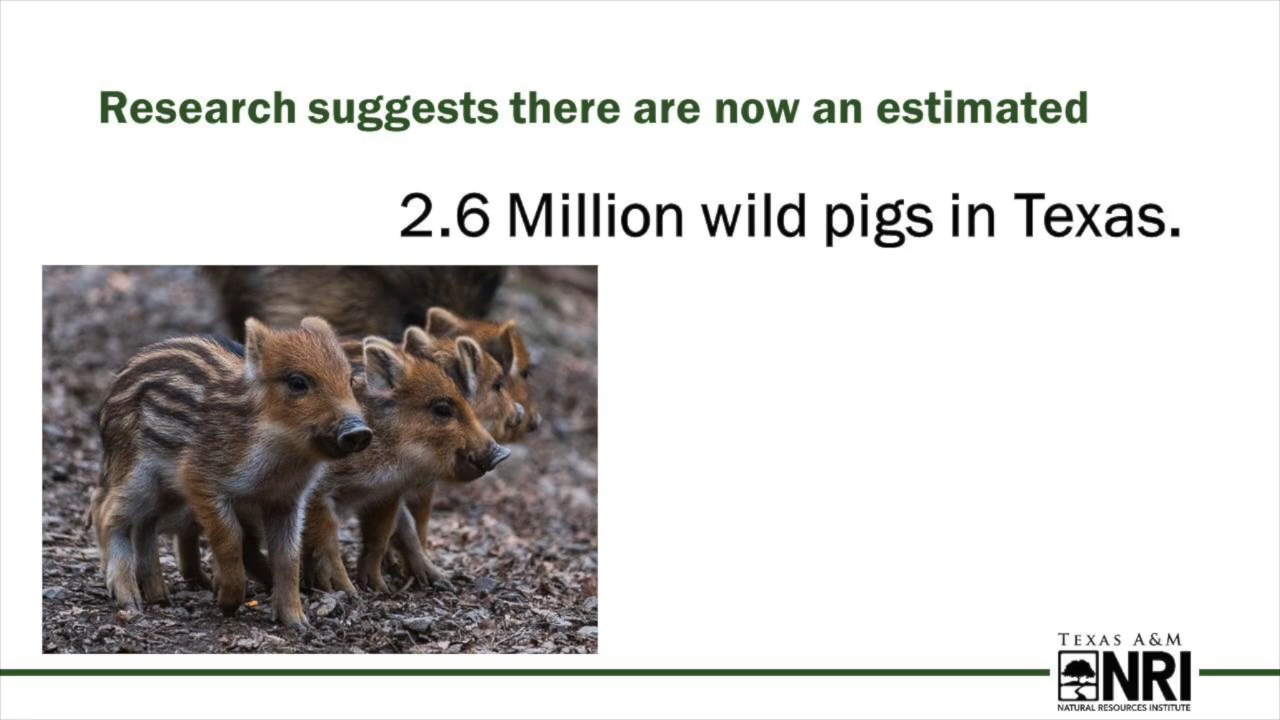 Research suggests there are now an estimated
2.6 Million wild pigs in Texas.
TEXAS A&M
NRI
NATURAL RESOURCES INSTITUTE